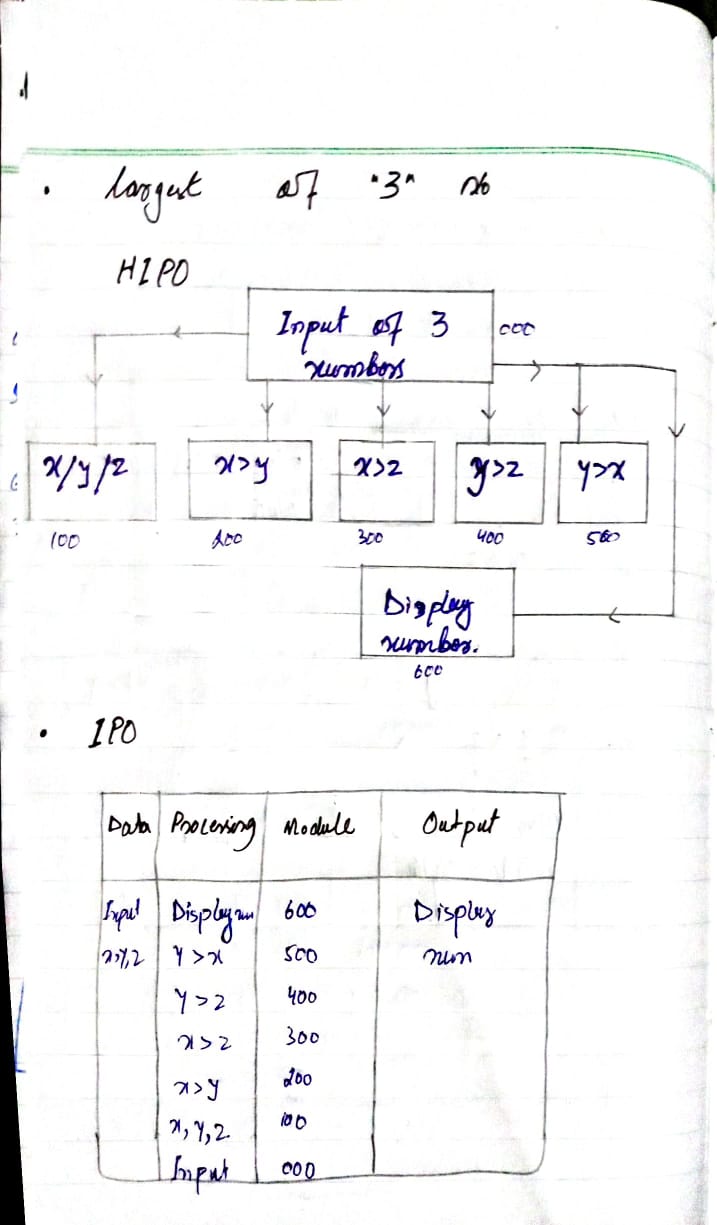 • largest of "3" no
HIPO
Input of 3
numbers
000
x/y/z
x>y
x>z
y>z
y>x
100
200
300
400
500
Display
number.
600
• IPO
Data Processing Module Output
Input Display num 600 Display
x,y,z y>x 500 num
y>z 400
x>z 300
x>y 200
x,y,z 100
Input 000